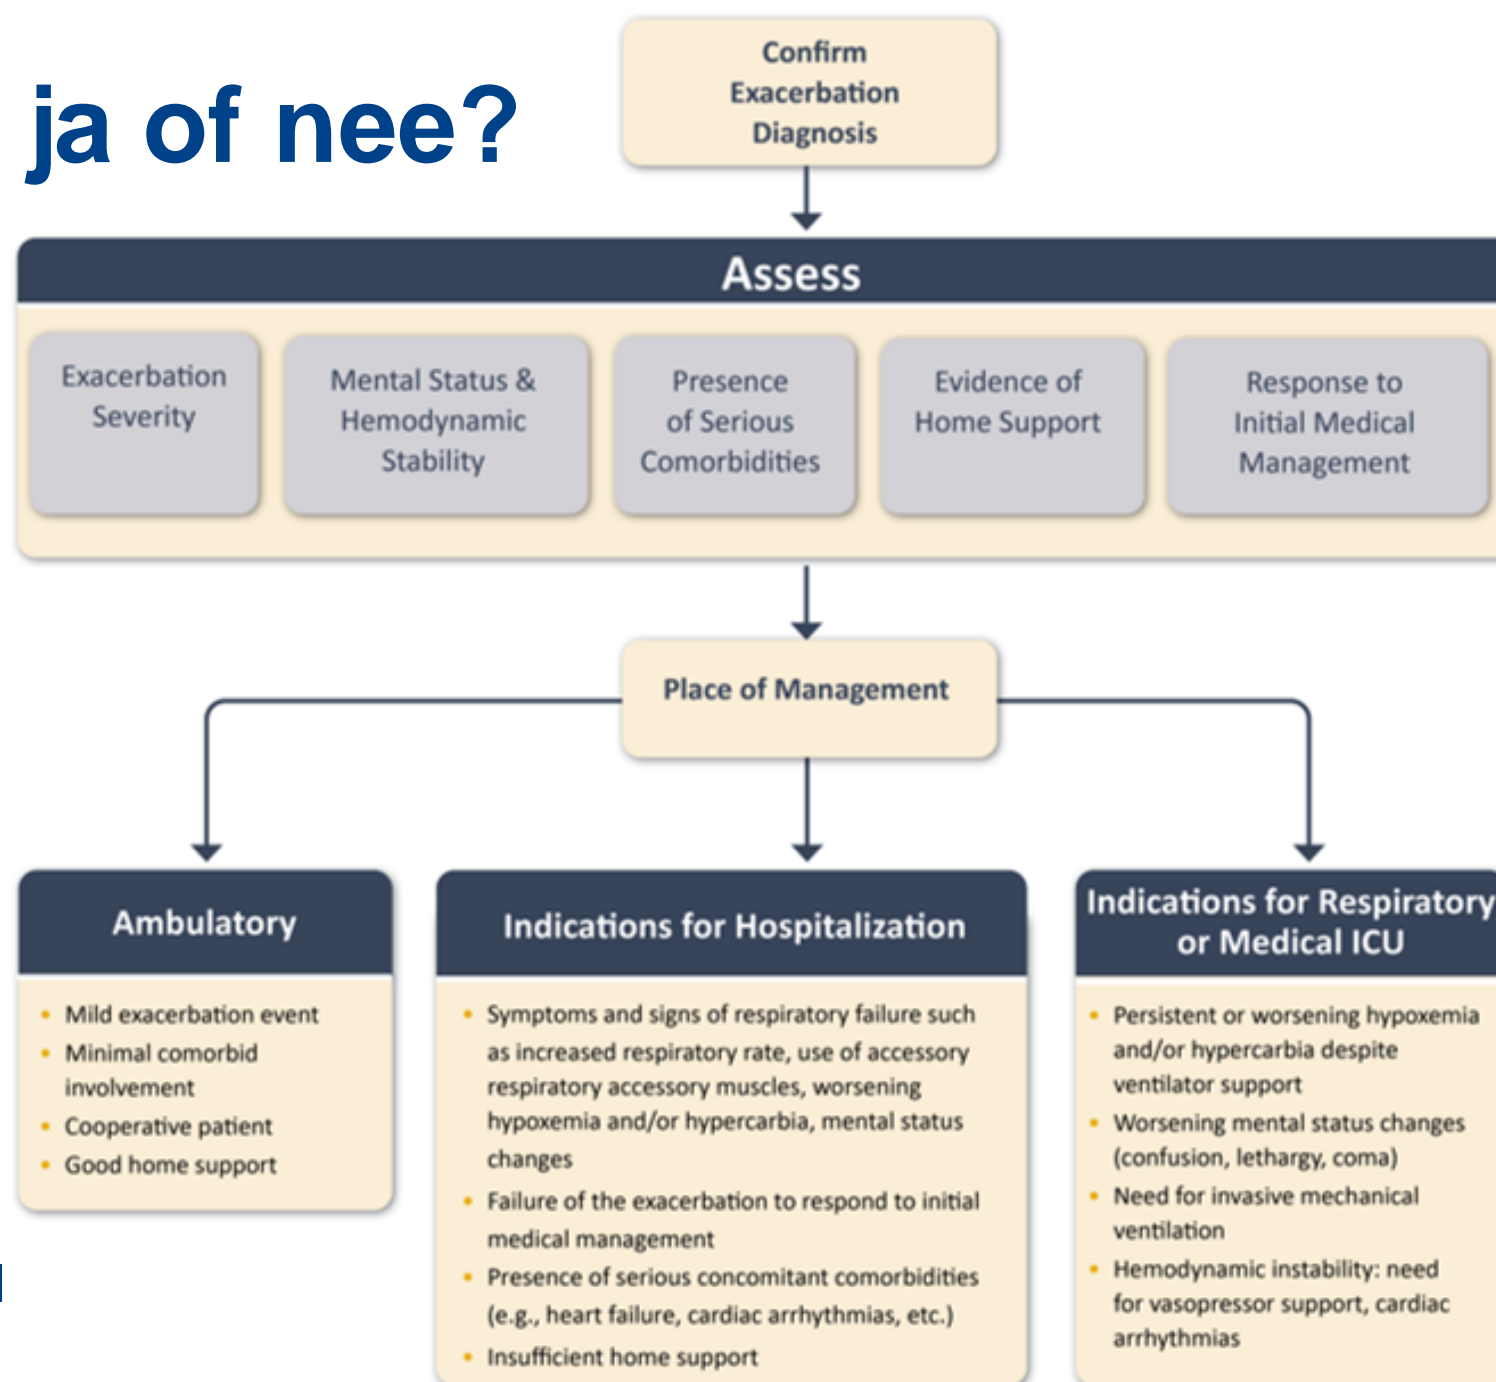 ja of nee?
Confirm
Exacerbation
Diagnosis
Assess
Exacerbation
Severity
Mental Status &
Hemodynamic
Stability
Presence
of Serious
Comorbidities
Evidence of
Home Support
Response to
Initial Medical
Management
Place of Management
Ambulatory
• Mild exacerbation event
• Minimal comorbid
involvement
• Cooperative patient
• Good home support
Indications for Hospitalization
• Symptoms and signs of respiratory failure such
as increased respiratory rate, use of accessory
respiratory accessory muscles, worsening
hypoxemia and/or hypercarbia, mental status
changes
• Failure of the exacerbation to respond to initial
medical management
• Presence of serious concomitant comorbidities
(e.g., heart failure, cardiac arrhythmias, etc.)
• Insufficient home support
Indications for Respiratory
or Medical ICU
• Persistent or worsening hypoxemia
and/or hypercarbia despite
ventilator support
• Worsening mental status changes
(confusion, lethargy, coma)
• Need for invasive mechanical
ventilation
• Hemodynamic instability: need
for vasopressor support, cardiac
arrhythmias